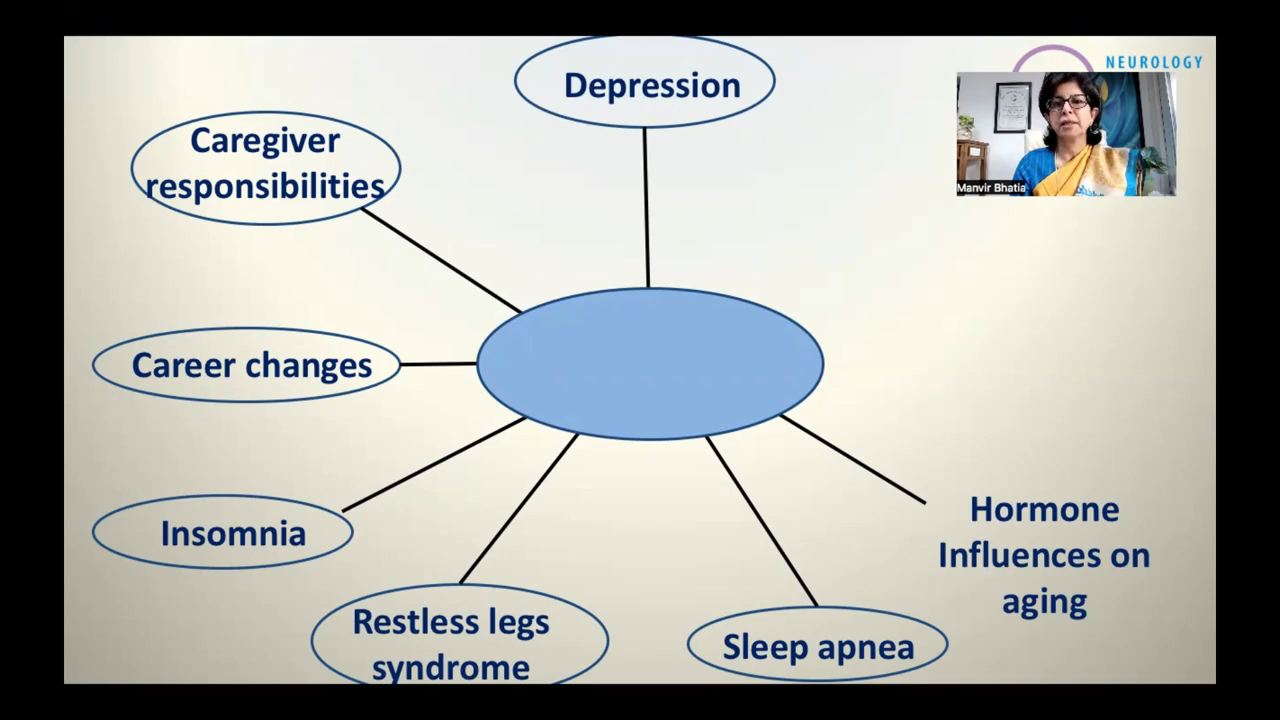 NEUROLOGY
Depression
Manvir Bhatia
Caregiver
responsibilities
Career changes
Insomnia
Restless legs
syndrome
Sleep apnea
Hormone
Influences on
aging